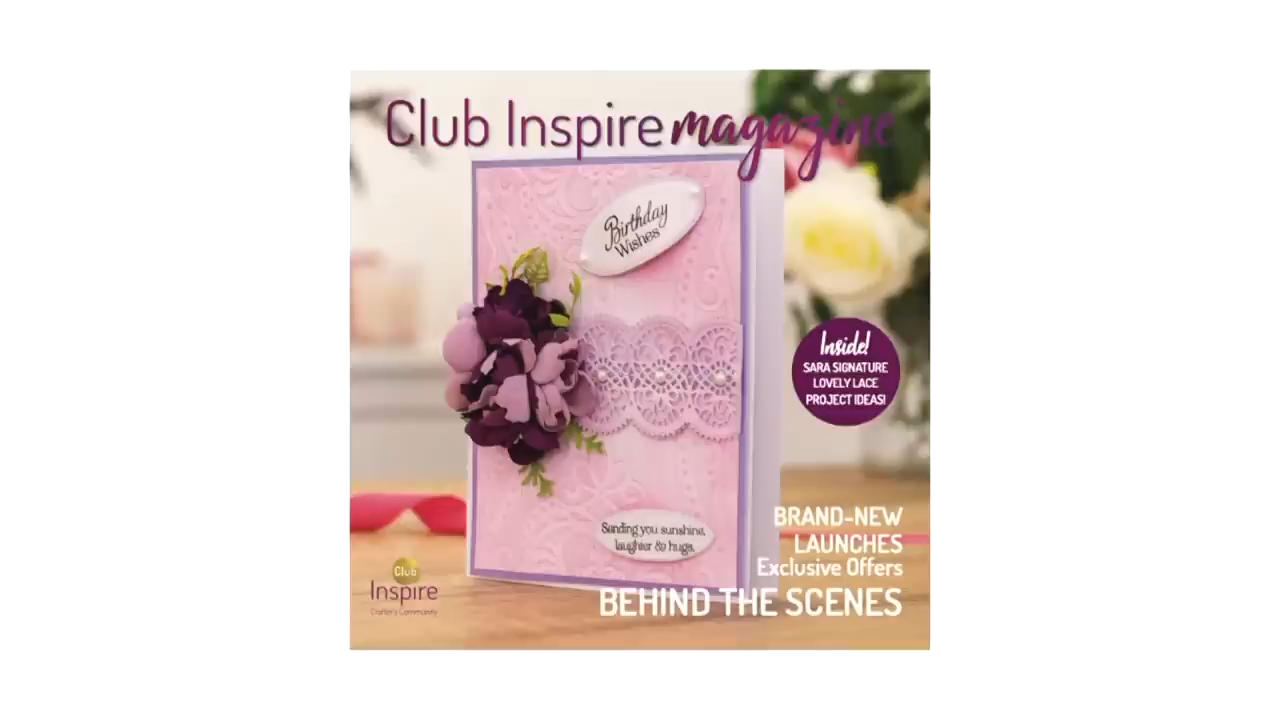 Club Inspire magazine
Birthday
Wishes
Inside!
SARA SIGNATURE
LOVELY LACE
PROJECT IDEAS!
Sending you sunshine,
laughter & hugs.
BRAND-NEW
LAUNCHES
Exclusive Offers
BEHIND THE SCENES
Club
Inspire
Crafter's Community